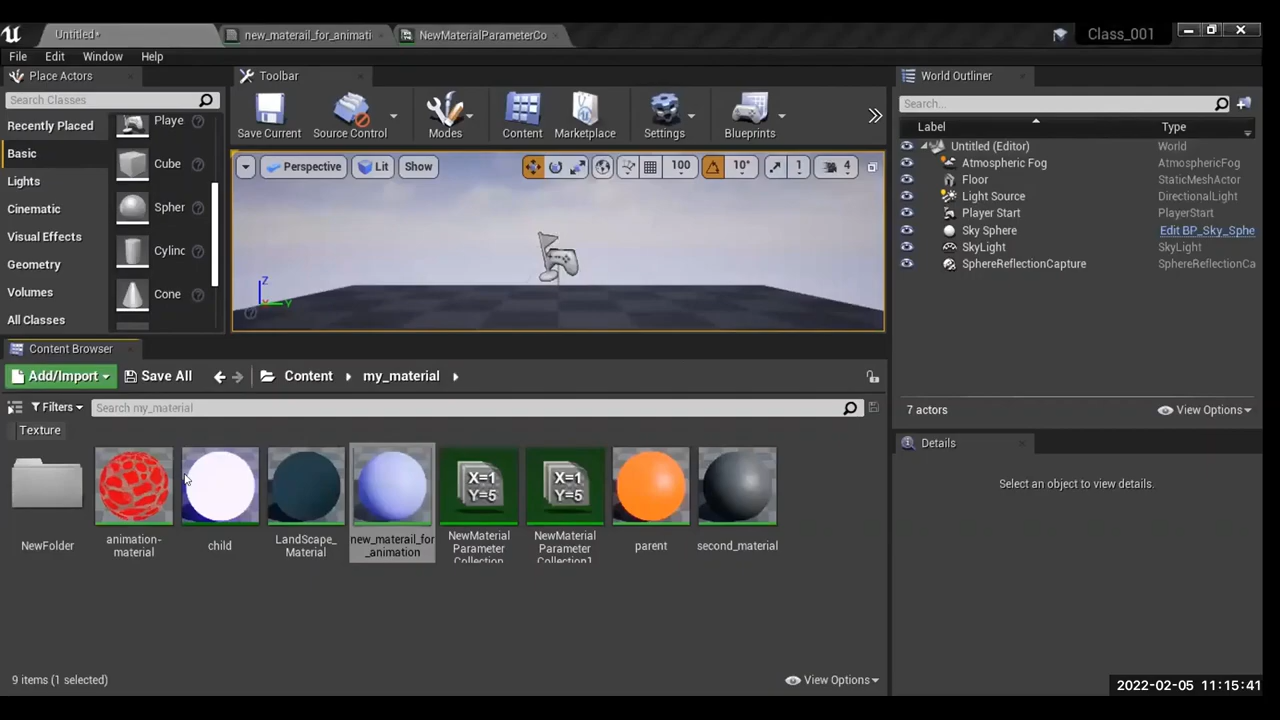 Untitled*
new_materail_for_animati
NewMaterialParameterCo
Class_001
File Edit Window Help
Place Actors
Search Classes
Recently Placed
Basic
Lights
Cinematic
Visual Effects
Geometry
Volumes
All Classes
Playe
Cube
Spher
Cylinc
Cone
Toolbar
Save Current
Source Control
Modes
Content
Marketplace
Settings
Blueprints
Perspective
Lit
Show
100
10°
1
4
Z
Y
World Outliner
Search...
Label Type
Untitled (Editor) World
Atmospheric Fog AtmosphericFog
Floor StaticMeshActor
Light Source DirectionalLight
Player Start PlayerStart
Sky Sphere Edit BP_Sky_Sphe
SkyLight SkyLight
SphereReflectionCapture SphereReflectionCa
7 actors
View Options
Details
Select an object to view details.
Content Browser
Add/Import Save All Content my_material
Filters Search my_material
Texture
NewFolder
animation-
material
child
LandScape_
Material
new_materail_for
_animation
X=1
Y=5
NewMaterial
Parameter
Collection
X=1
Y=5
NewMaterial
Parameter
Collection1
parent
second_material
9 items (1 selected)
View Options
2022-02-05 11:15:41